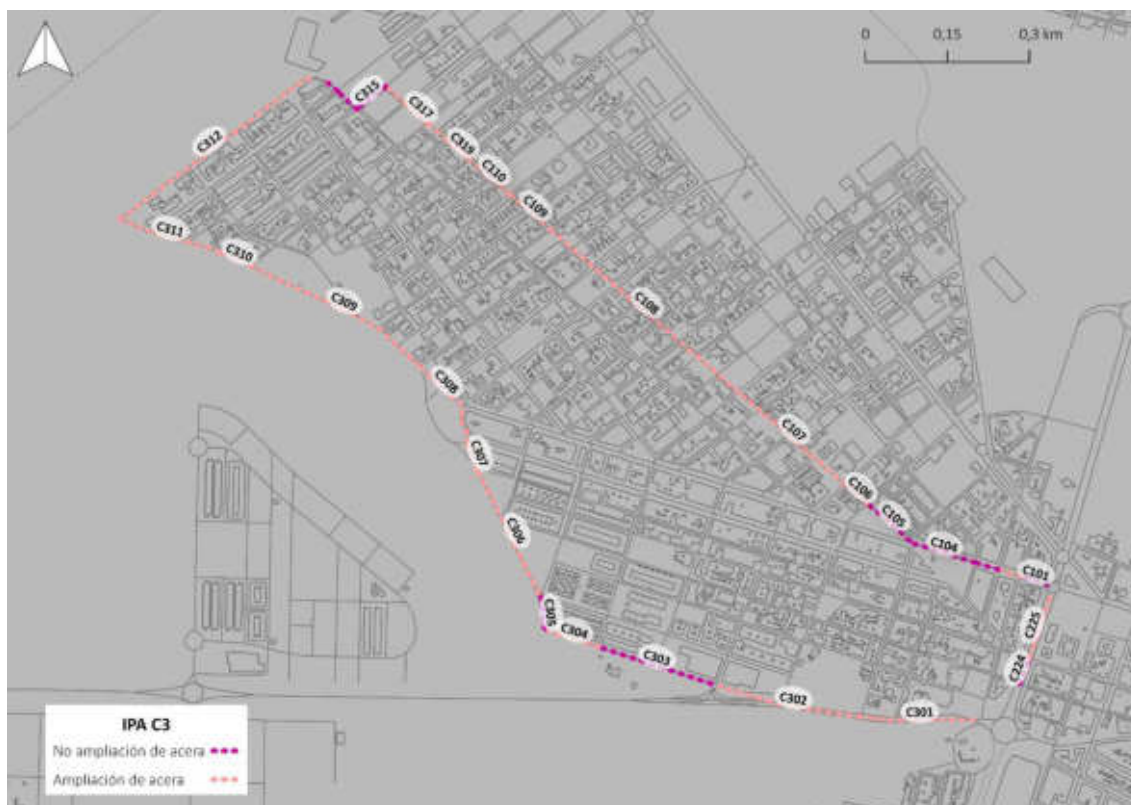 0 0,15 0,3 km
C315
C317
C312
C319
C110
C109
C311
C310
C309
C108
C308
C107
C307
C106
C105
C306
C104
C101
C305
C304
C225
C303
C224
C302
C301
IPA C3
No ampliación de acera
Ampliación de acera